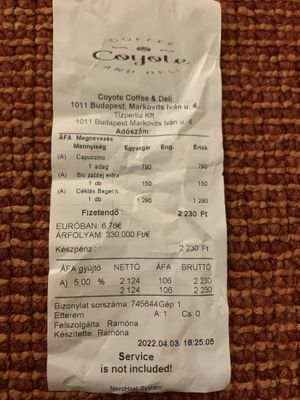 COFFEE
Coyote
AND DELI
Coyote Coffee & Deli
1011 Budapest, Markovits Iván u. 4.
Tízpertíz Kft
1011 Budapest Markovits Iván u. 4.
Adószám:
ÁFA Megnevezés
Mennyiség Egységár Eng. Érték
(A) Capuccino
1 adag 790 790
(A) Bio zabtej extra
1 db 150 150
(A) Céklás Bagel
1 db 1 290 1 290
Fizetendő : 2 230 Ft
EURÓBAN: 6,76€
ÁRFOLYAM: 330,000 Ft/€
Készpénz : 2 230 Ft
ÁFA gyűjtő NETTÓ ÁFA BRUTTÓ
A) 5,00 % 2 124 106 2 230
2 124 106 2 230
Bizonylat sorszáma: 745644 Gép: 1
Étterem A: 1 Cs: 0
Felszolgálta: Ramóna
Készítette: Ramóna
2022.04.03. 18:25:05
Service
is not included!
NovoHost System